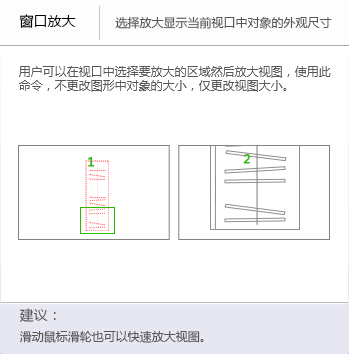 窗口放大
选择放大显示当前视口中对象的外观尺寸
用户可以在视口中选择要放大的区域然后放大视图，使用此
命令，不更改图形中对象的大小，仅更改视图大小。
1
2
建议：
滑动鼠标滑轮也可以快速放大视图。